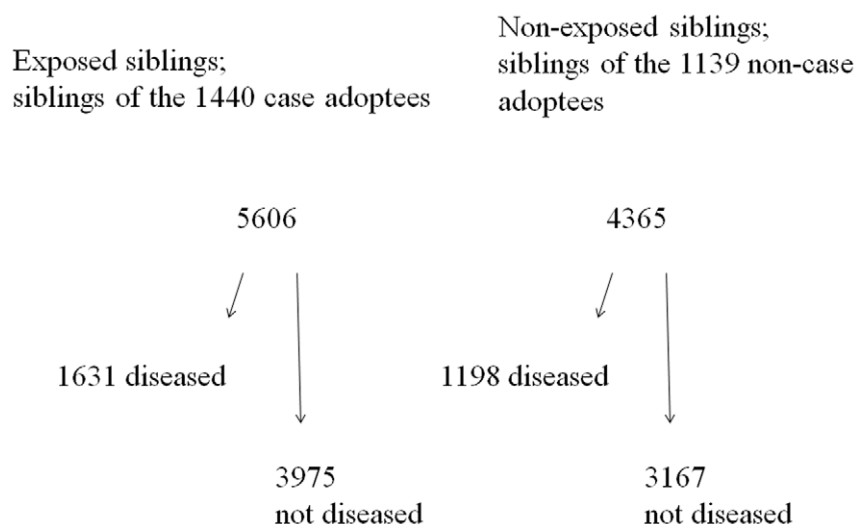 Exposed siblings;
siblings of the 1440 case adoptees
Non-exposed siblings;
siblings of the 1139 non-case
adoptees
5606
4365
1631 diseased
1198 diseased
3975
not diseased
3167
not diseased